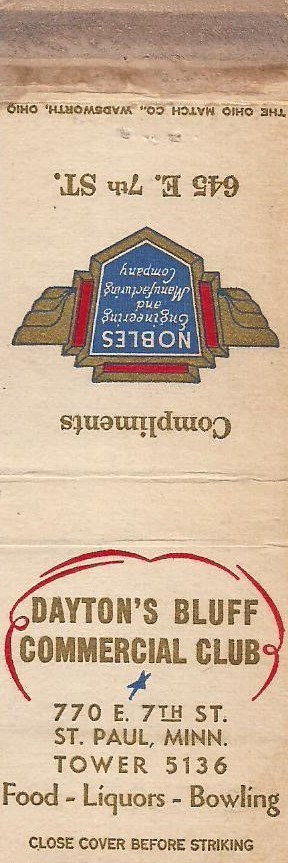 THE OHIO MATCH CO., WADSWORTH, OHIO
Compliments
NOBLES
Engineering
and
Manufacturing
Company
645 E. 7th ST.
DAYTON'S BLUFF
COMMERCIAL CLUB
770 E. 7TH ST.
ST. PAUL, MINN.
TOWER 5136
Food - Liquors - Bowling
CLOSE COVER BEFORE STRIKING